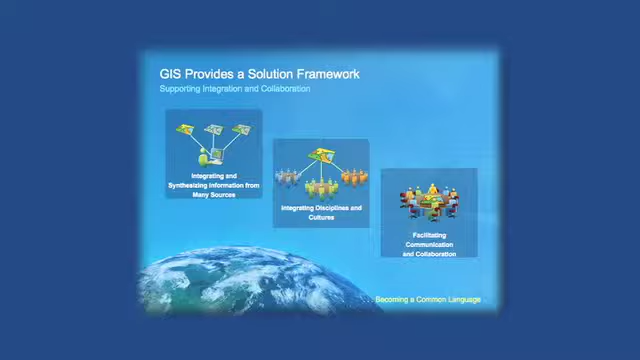 GIS Provides a Solution Framework
Supporting Integration and Collaboration
Integrating and
Synthesizing Information from
Many Sources
Integrating Disciplines and
Cultures
Facilitating
Communication
and Collaboration
. . . Becoming a Common Language